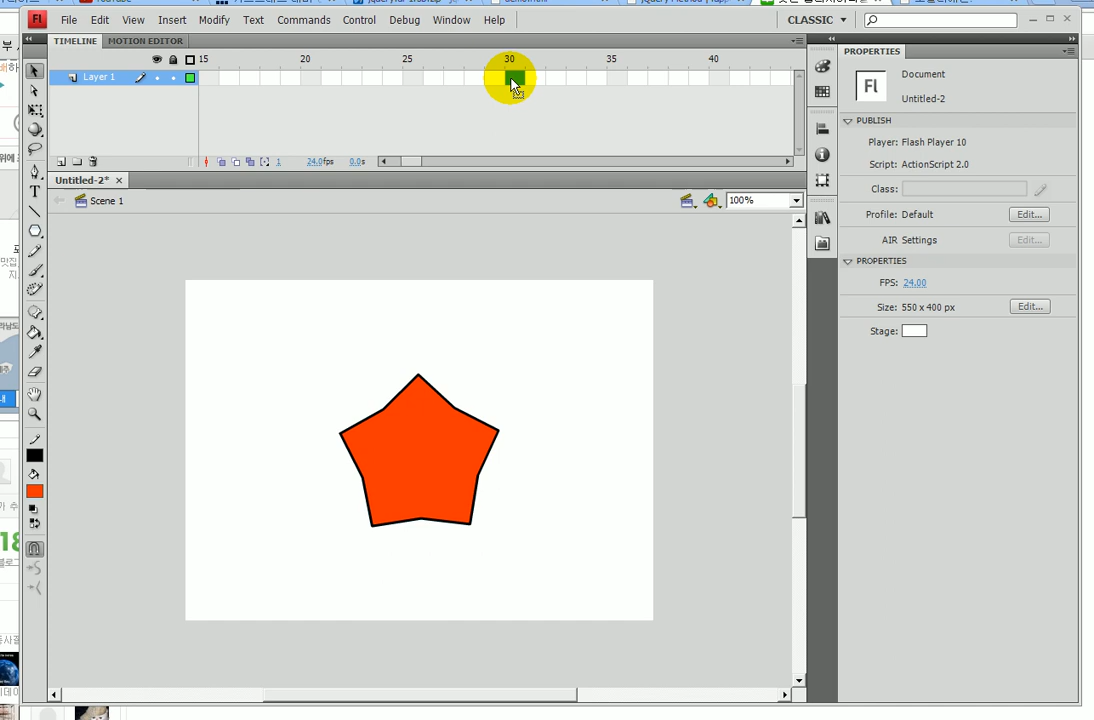 Fl File Edit View Insert Modify Text Commands Control Debug Window Help CLASSIC
TIMELINE MOTION EDITOR
15 20 25 30 35 40
Layer 1
1 24.0fps 0.0s
Untitled-2* ×
Scene 1 100%
PROPERTIES
Fl
Document
Untitled-2
PUBLISH
Player: Flash Player 10
Script: ActionScript 2.0
Class:
Profile: Default Edit...
AIR Settings Edit...
PROPERTIES
FPS: 24.00
Size: 550 x 400 px Edit...
Stage: